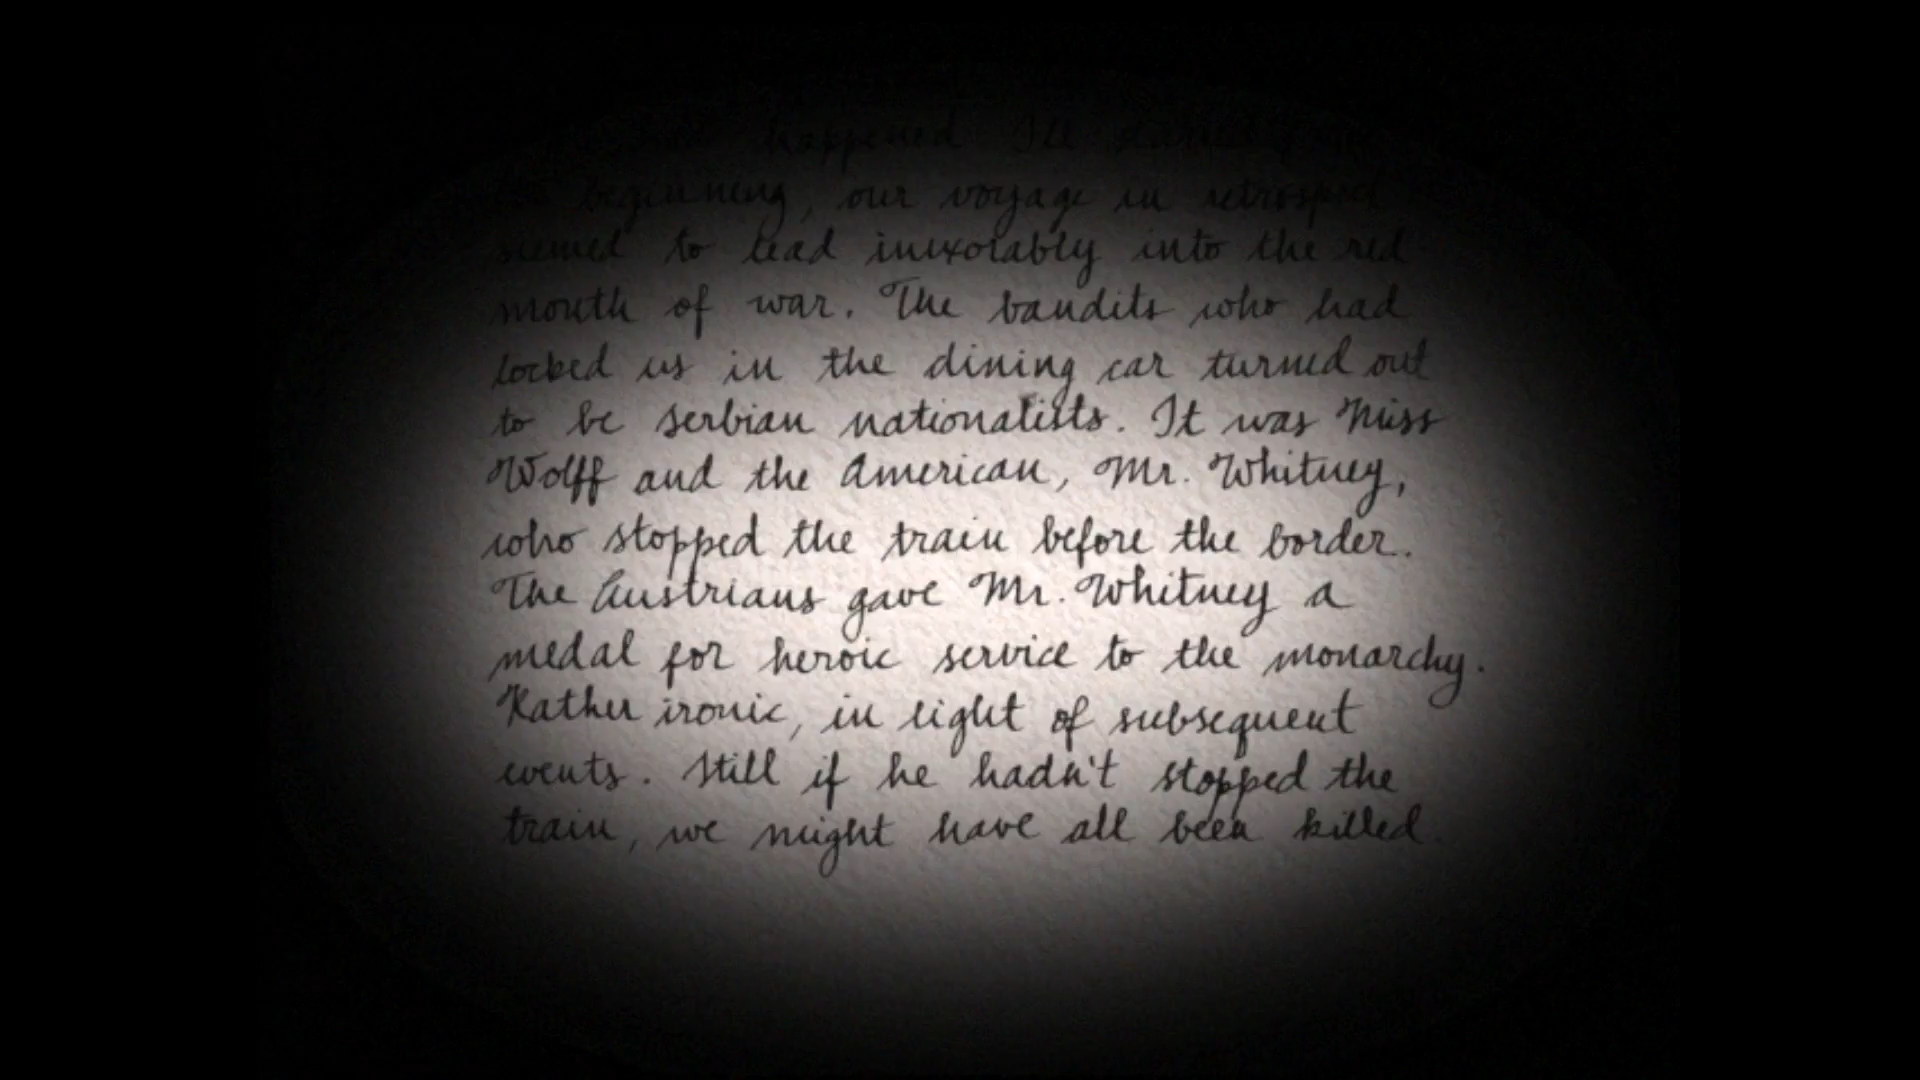 happened
beginning, our voyage in retrospect
seemed to lead inexorably into the red
mouth of war. The bandits who had
locked us in the dining car turned out
to be Serbian nationalists. It was Miss
Wolff and the American, Mr. Whitney,
who stopped the train before the border.
The Austrians gave Mr. Whitney a
medal for heroic service to the monarchy.
Rather ironic, in light of subsequent
events. Still if he hadn't stopped the
train, we might have all been killed.